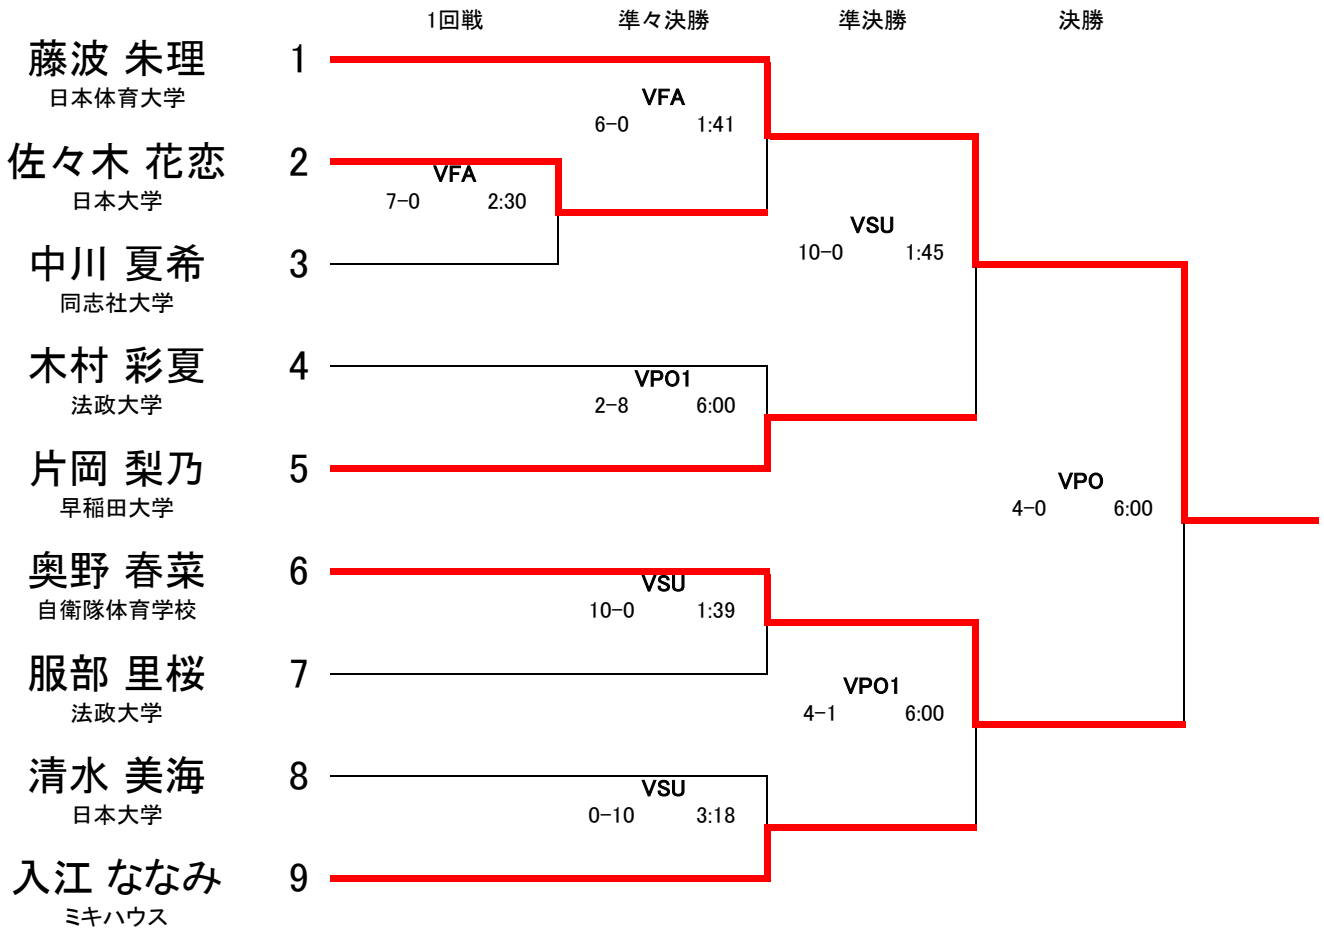 1回戦 準々決勝 準決勝 決勝
藤波 朱理 1
日本体育大学
VFA
6-0 1:41
佐々木 花恋 2
日本大学
VFA
7-0 2:30
中川 夏希 3
同志社大学
VSU
10-0 1:45
木村 彩夏 4
法政大学
VPO1
2-8 6:00
片岡 梨乃 5
早稲田大学
VPO
4-0 6:00
奥野 春菜 6
自衛隊体育学校
VSU
10-0 1:39
服部 里桜 7
法政大学
VPO1
4-1 6:00
清水 美海 8
日本大学
VSU
0-10 3:18
入江 ななみ 9
ミキハウス